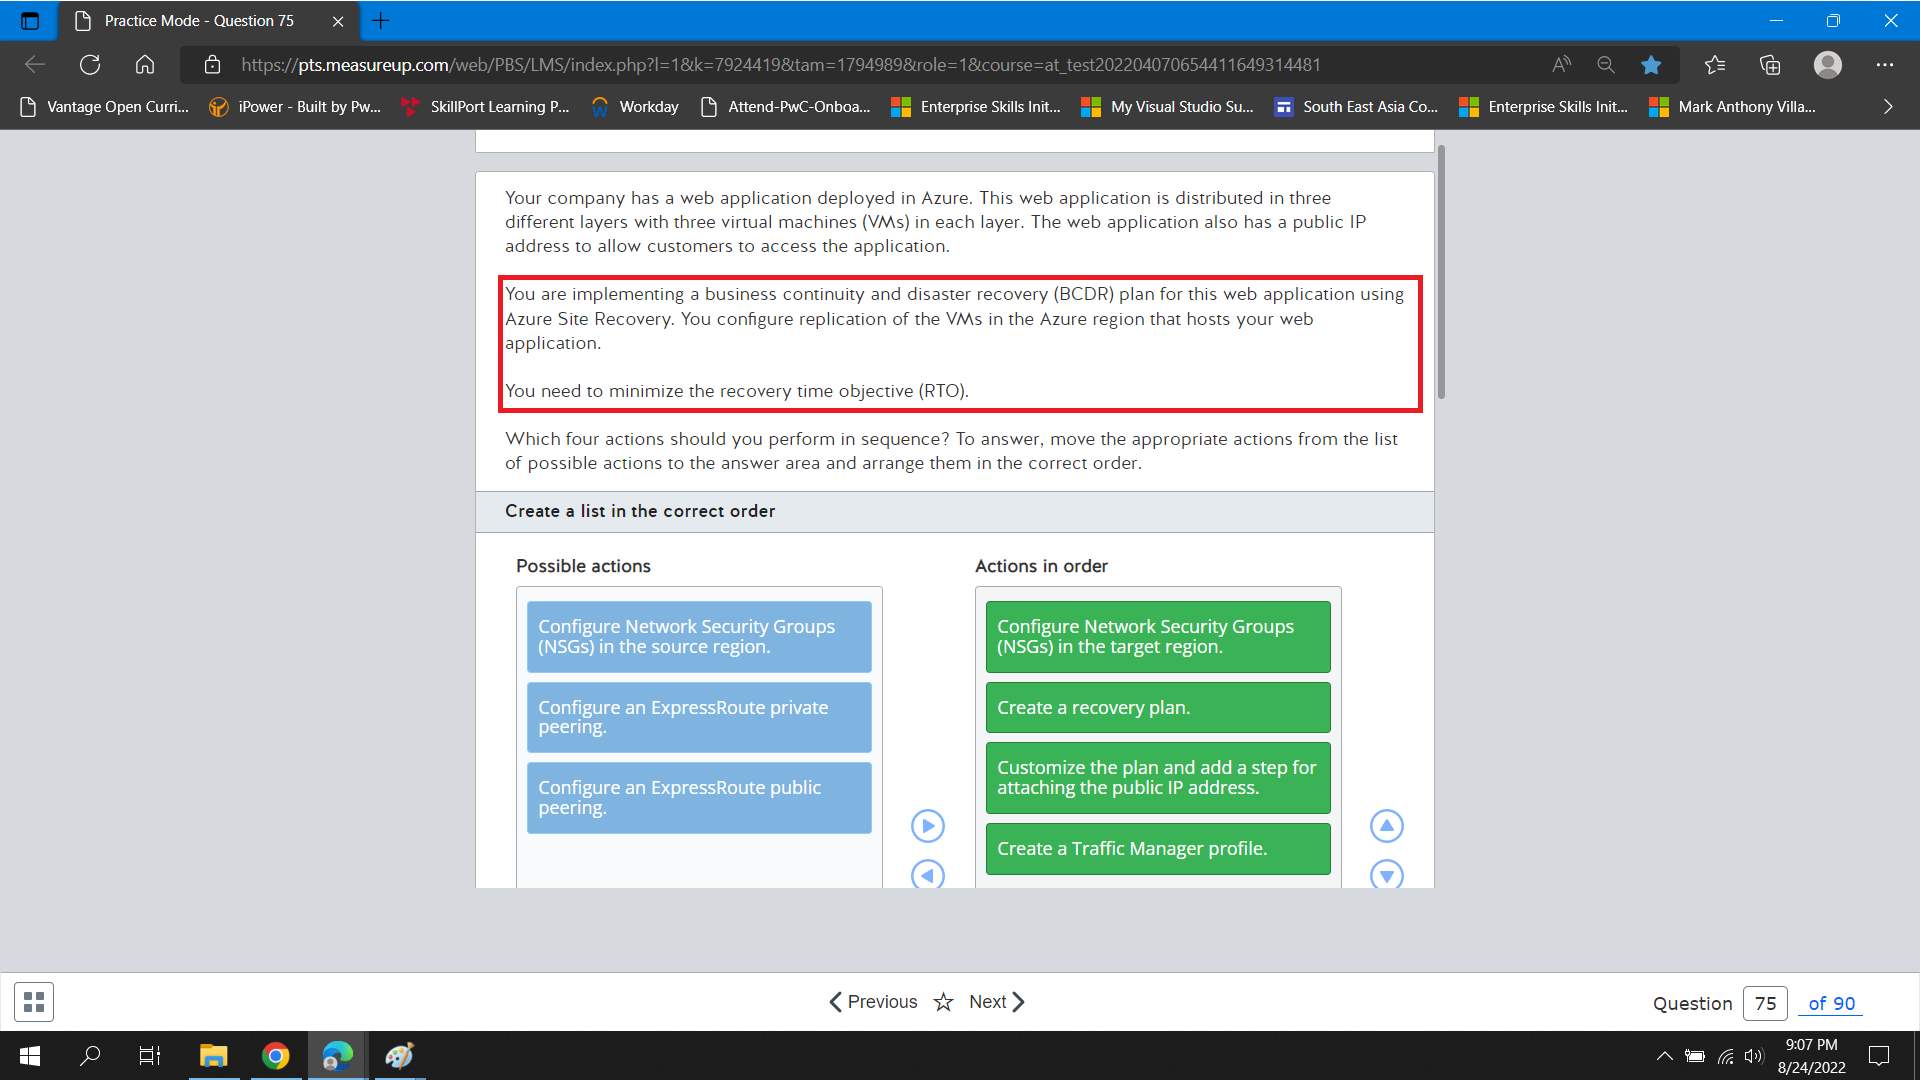 Practice Mode - Question 75
https://pts.measureup.com/web/PBS/LMS/index.php?l=1&k=7924419&tam=1794989&role=1&course=at_test202204070654411649314481
Vantage Open Curri...
iPower - Built by Pw...
SkillPort Learning P...
Workday
Attend-PwC-Onboa...
Enterprise Skills Init...
My Visual Studio Su...
South East Asia Co...
Enterprise Skills Init...
Mark Anthony Villa...
Your company has a web application deployed in Azure. This web application is distributed in three
different layers with three virtual machines (VMs) in each layer. The web application also has a public IP
address to allow customers to access the application.
You are implementing a business continuity and disaster recovery (BCDR) plan for this web application using
Azure Site Recovery. You configure replication of the VMs in the Azure region that hosts your web
application.
You need to minimize the recovery time objective (RTO).
Which four actions should you perform in sequence? To answer, move the appropriate actions from the list
of possible actions to the answer area and arrange them in the correct order.
Create a list in the correct order
Possible actions
Configure Network Security Groups
(NSGs) in the source region.
Configure an ExpressRoute private
peering.
Configure an ExpressRoute public
peering.
Actions in order
Configure Network Security Groups
(NSGs) in the target region.
Create a recovery plan.
Customize the plan and add a step for
attaching the public IP address.
Create a Traffic Manager profile.
Previous
Next
Question 75 of 90
9:07 PM
8/24/2022